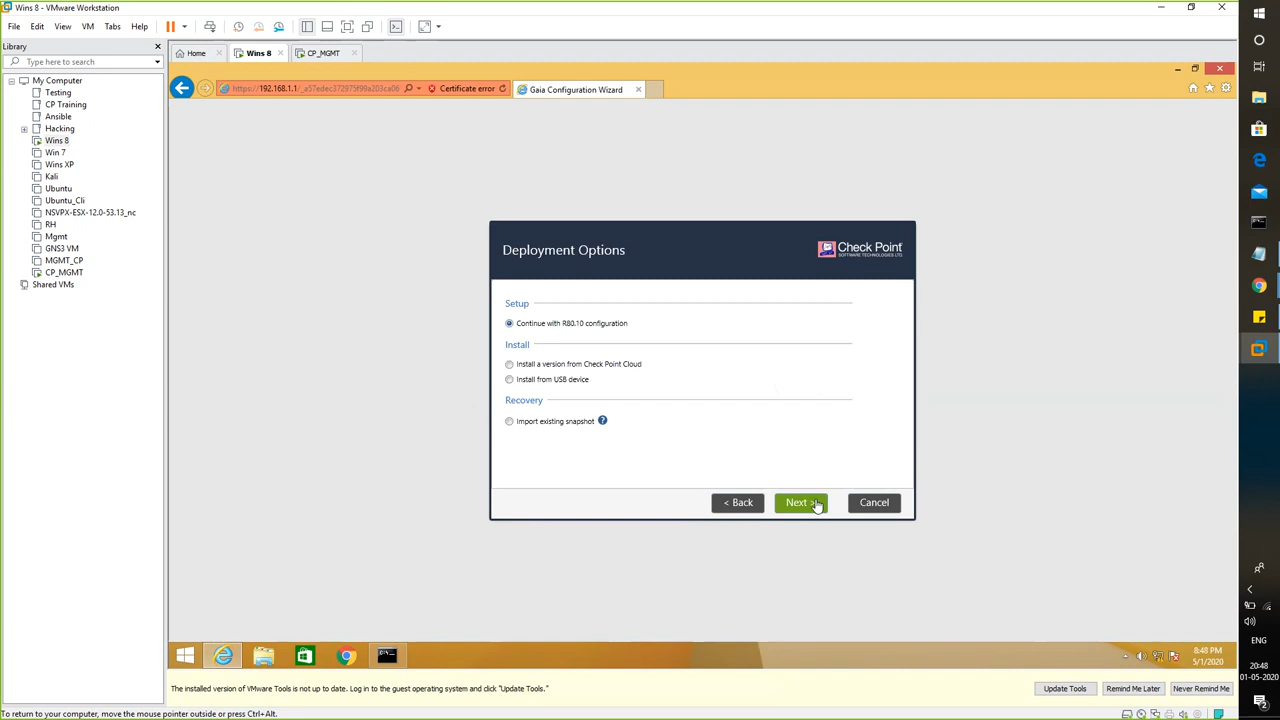 Wins 8 - VMware Workstation
File Edit View VM Tabs Help
Library
Type here to search
My Computer
Testing
CP Training
Ansible
Hacking
Wins 8
Win 7
Wins XP
Kali
Ubuntu
Ubuntu_Cli
NSVPX-ESX-12.0-53.13_nc
RH
Mgmt
GNS3 VM
MGMT_CP
CP_MGMT
Shared VMs
Home Wins 8 CP_MGMT
https://192.168.1.1/_a57edec372975f99a203ca06 Certificate error Gaia Configuration Wizard
Deployment Options
Check Point
SOFTWARE TECHNOLOGIES LTD.
Setup
Continue with R80.10 configuration
Install
Install a version from Check Point Cloud
Install from USB device
Recovery
Import existing snapshot ?
< Back Next > Cancel
8:48 PM
5/1/2020
The installed version of VMware Tools is not up to date. Log in to the guest operating system and click "Update Tools."
Update Tools Remind Me Later Never Remind Me
To return to your computer, move the mouse pointer outside or press Ctrl+Alt.
ENG
20:48
01-05-2020